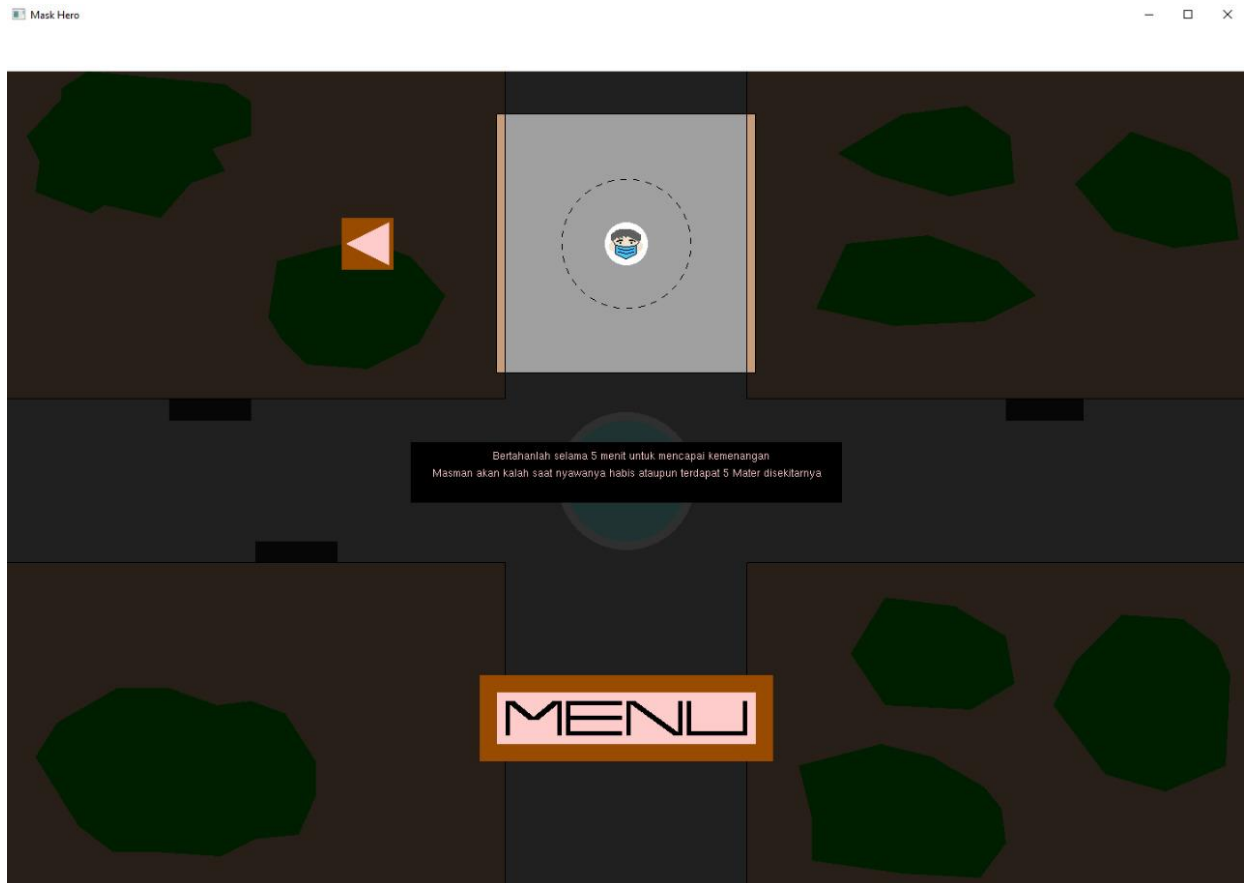 Mask Hero
Bertahanlah selama 5 menit untuk mencapai kemenangan
Masman akan kalah saat nyawanya habis ataupun terdapat 5 Mater disekitarnya
MENU